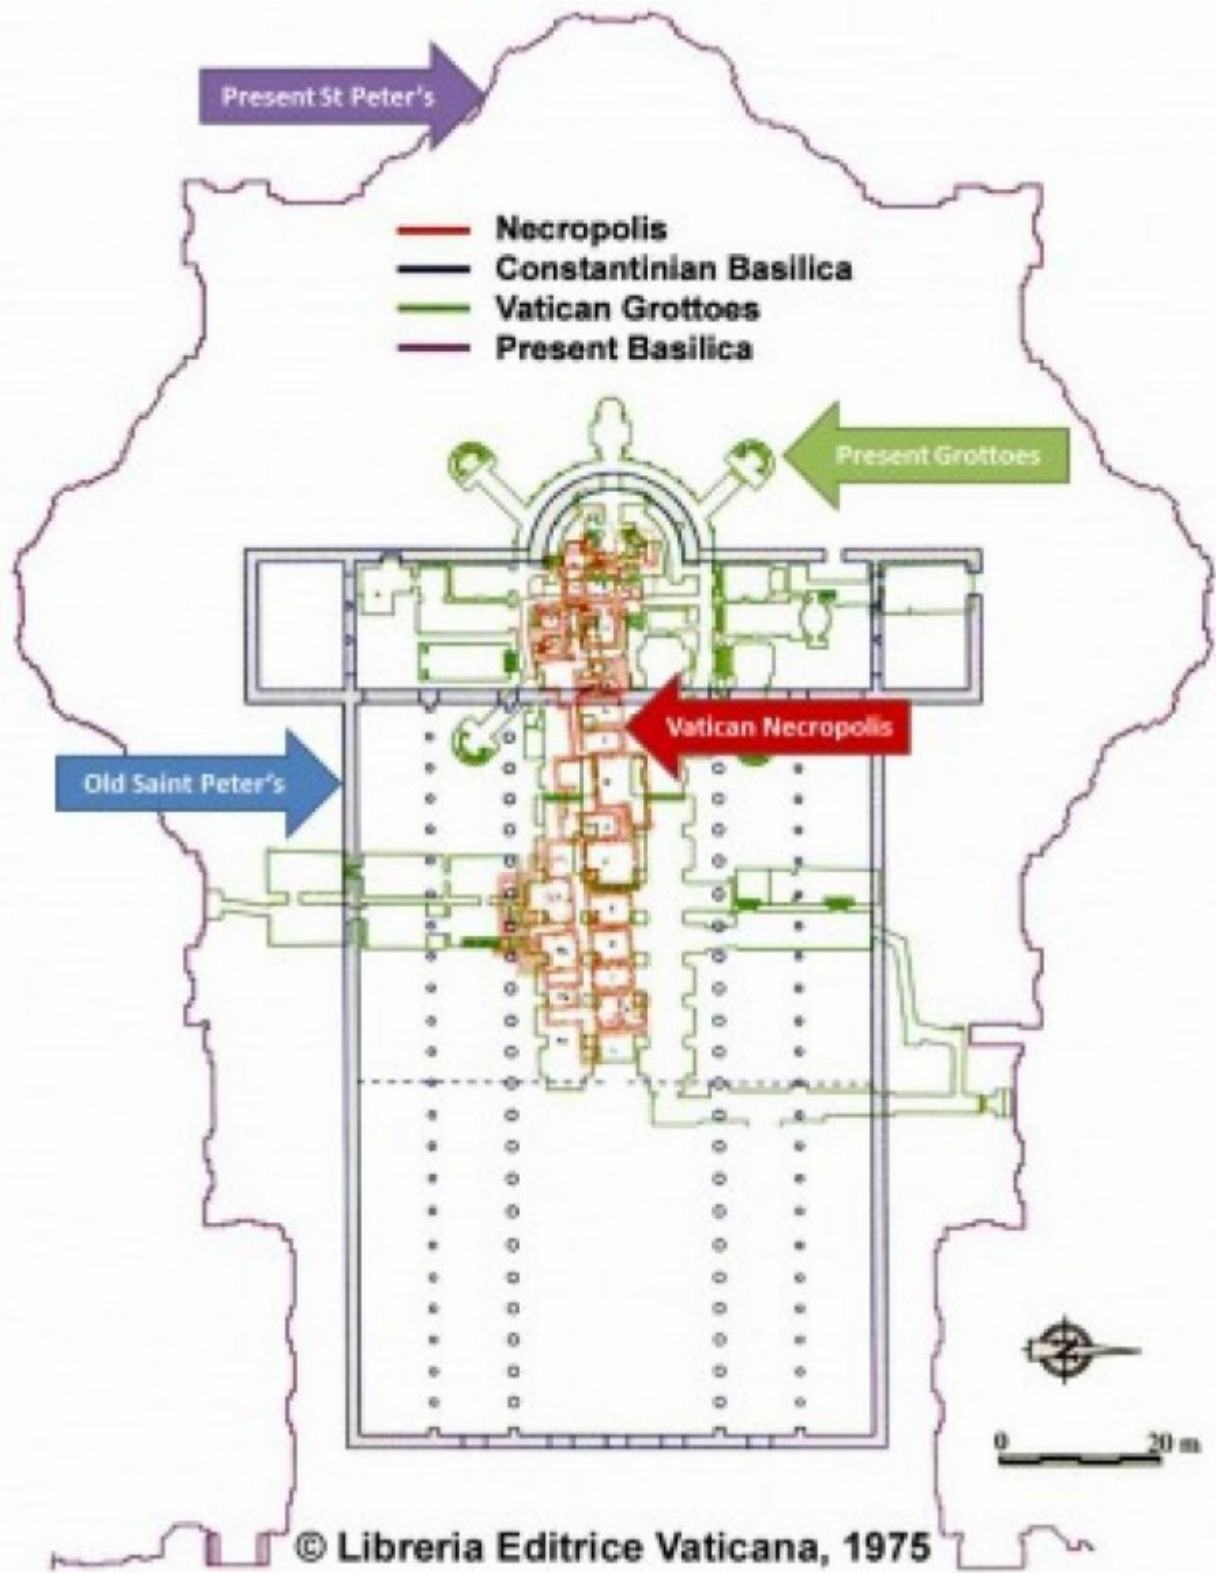 Present St Peter's
Necropolis
Constantinian Basilica
Vatican Grottoes
Present Basilica
Present Grottoes
Vatican Necropolis
Old Saint Peter's
N
0 20 m
© Libreria Editrice Vaticana, 1975